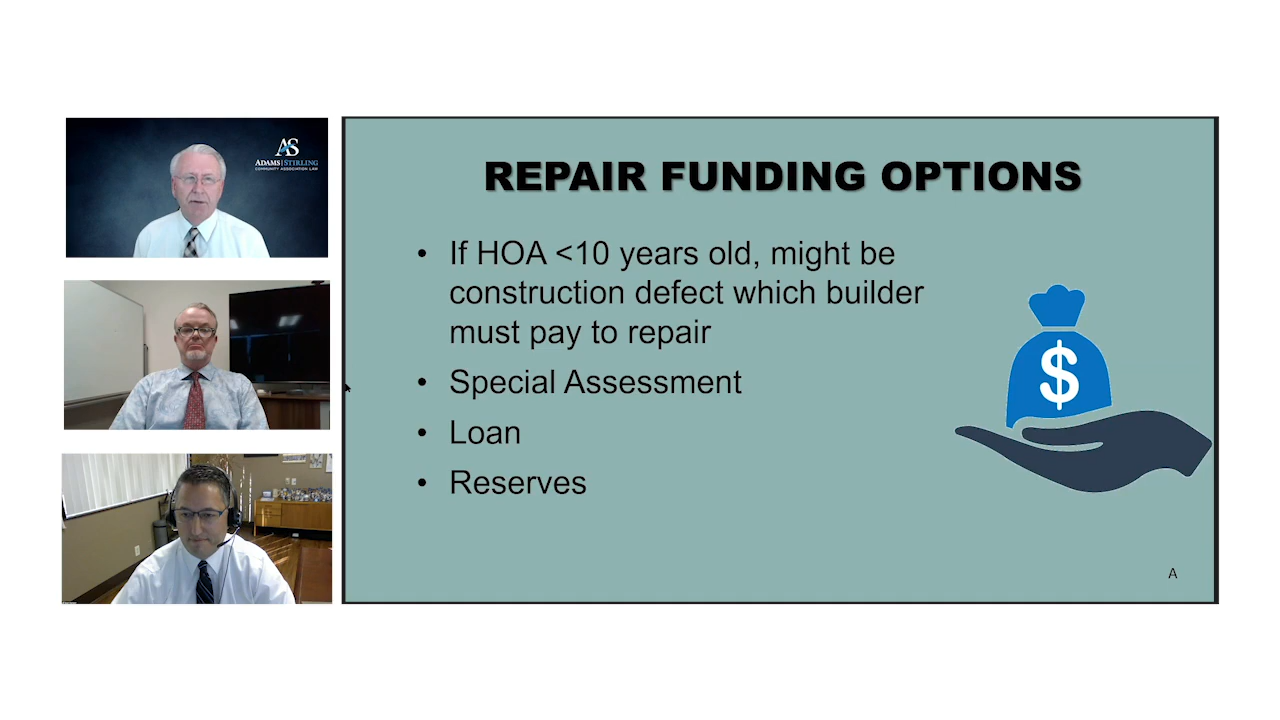 AS
ADAMS|STIRLING
COMMUNITY ASSOCIATION LAW
REPAIR FUNDING OPTIONS
• If HOA <10 years old, might be
construction defect which builder
must pay to repair
• Special Assessment
• Loan
• Reserves
$
A